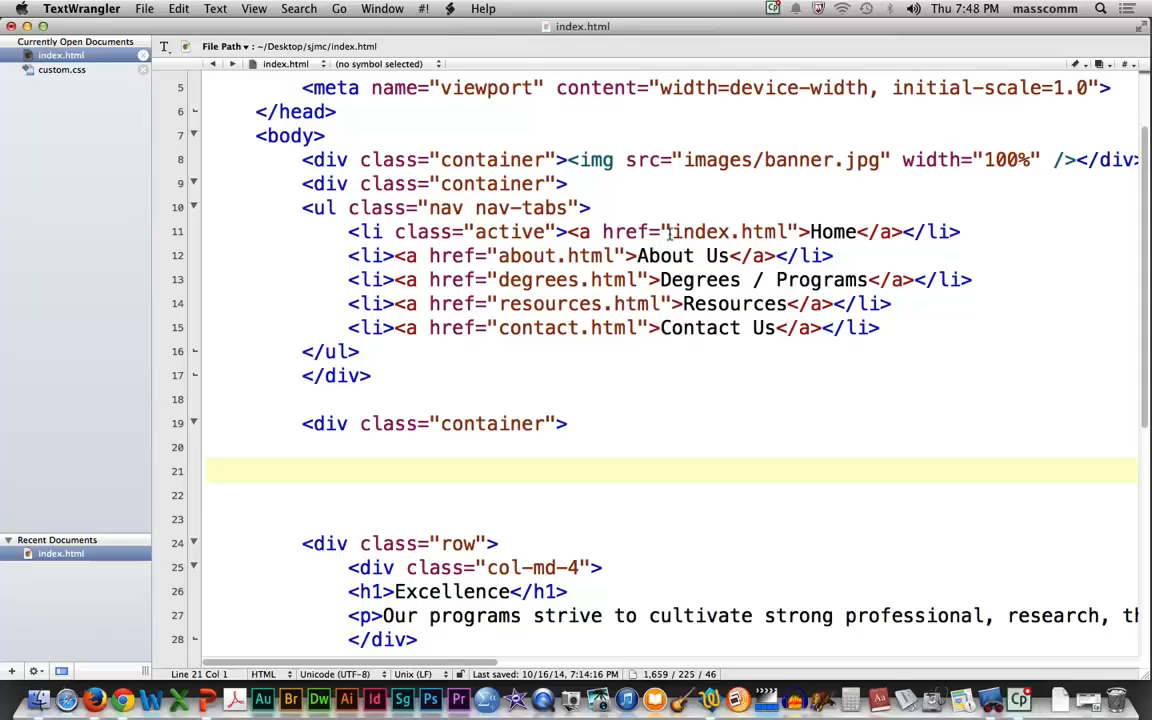 TextWrangler File Edit Text View Search Go Window #! Help Thu 7:48 PM masscomm
index.html
Currently Open Documents
index.html
custom.css
File Path ▾ : ~/Desktop/sjmc/index.html
index.html (no symbol selected)
5 <meta name="viewport" content="width=device-width, initial-scale=1.0">
6 </head>
7 <body>
8 <div class="container"><img src="images/banner.jpg" width="100%" /></div>
9 <div class="container">
10 <ul class="nav nav-tabs">
11 <li class="active"><a href="index.html">Home</a></li>
12 <li><a href="about.html">About Us</a></li>
13 <li><a href="degrees.html">Degrees / Programs</a></li>
14 <li><a href="resources.html">Resources</a></li>
15 <li><a href="contact.html">Contact Us</a></li>
16 </ul>
17 </div>
18
19 <div class="container">
20
21
22
23
24 <div class="row">
25 <div class="col-md-4">
26 <h1>Excellence</h1>
27 <p>Our programs strive to cultivate strong professional, research, th
28 </div>
Recent Documents
index.html
Line 21 Col 1 HTML Unicode (UTF-8) Unix (LF) Last saved: 10/16/14, 7:14:16 PM 1,659 / 225 / 46
Au Br Dw Ai Id Sg Ps Pr Cp